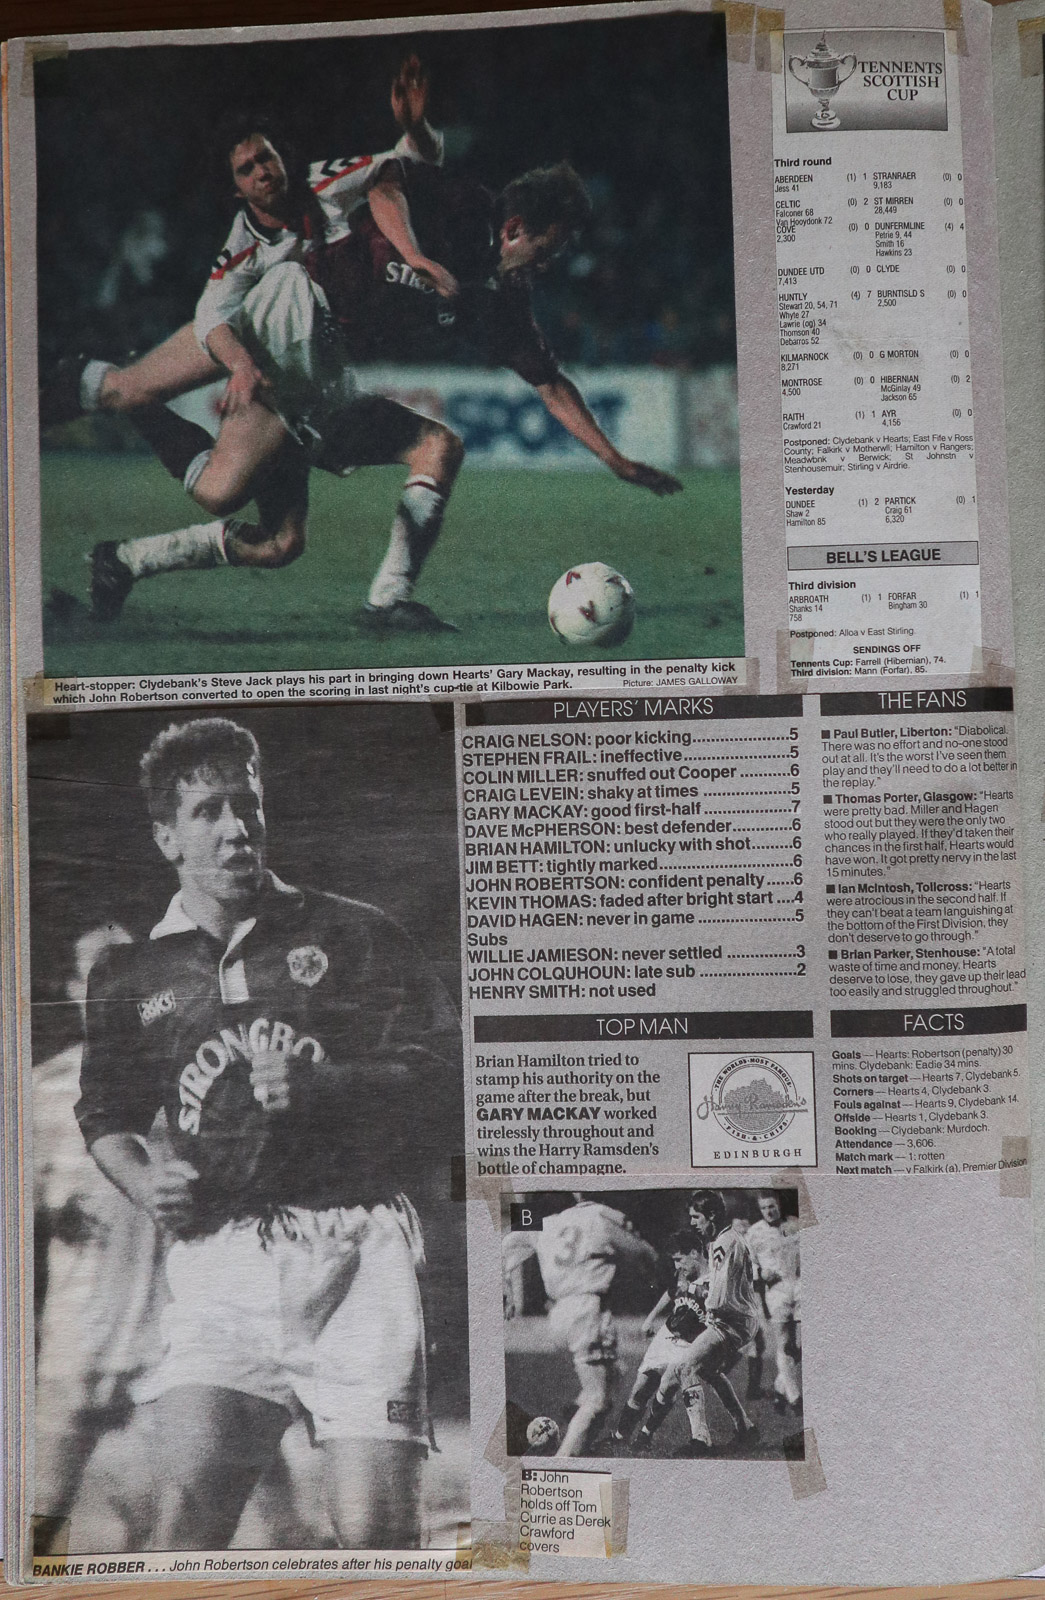 TENNENTS
SCOTTISH
CUP
Third round
ABERDEEN (1) 1 STRANRAER (0) 0
Jess 41 9,183
CELTIC (0) 2 ST MIRREN (0) 0
Falconer 68 28,449
Van Hooydonk 72
COVE (0) 0 DUNFERMLINE (4) 4
2,300 Petrie 9, 44
Smith 16
Hawkins 23
DUNDEE UTD (0) 0 CLYDE (0) 0
7,413
HUNTLY (4) 7 BURNTISLD S (0) 0
Stewart 20, 54, 71 2,500
Whyte 27
Lawrie (og) 34
Thomson 40
Debarros 52
KILMARNOCK (0) 0 G MORTON (0) 0
8,271
MONTROSE (0) 0 HIBERNIAN (0) 2
4,500 McGinlay 49
Jackson 65
RAITH (1) 1 AYR (0) 0
Crawford 21 4,156
Postponed: Clydebank v Hearts; East Fife v Ross
County; Falkirk v Motherwll; Hamilton v Rangers;
Meadwbnk v Berwick; St Johnstn v
Stenhousemuir; Stirling v Airdrie.
Yesterday
DUNDEE (1) 2 PARTICK (0) 1
Shaw 2 Craig 61
Hamilton 85 6,320
BELL'S LEAGUE
Third division
ARBROATH (1) 1 FORFAR (1) 1
Shanks 14 Bingham 30
758
Postponed: Alloa v East Stirling.
SENDINGS OFF
Tennents Cup: Farrell (Hibernian), 74.
Third division: Mann (Forfar), 85.
STRO
SPORT
Heart-stopper: Clydebank's Steve Jack plays his part in bringing down Hearts' Gary Mackay, resulting in the penalty kick
which John Robertson converted to open the scoring in last night's cup-tie at Kilbowie Park. Picture: JAMES GALLOWAY
PLAYERS' MARKS
CRAIG NELSON: poor kicking..................5
STEPHEN FRAIL: ineffective..................5
COLIN MILLER: snuffed out Cooper ........6
CRAIG LEVEIN: shaky at times ..............5
GARY MACKAY: good first-half ..............7
DAVE McPHERSON: best defender..........6
BRIAN HAMILTON: unlucky with shot.......6
JIM BETT: tightly marked.....................6
JOHN ROBERTSON: confident penalty ......6
KEVIN THOMAS: faded after bright start ....4
DAVID HAGEN: never in game ...............5
Subs
WILLIE JAMIESON: never settled ...........3
JOHN COLQUHOUN: late sub ...............2
HENRY SMITH: not used
THE FANS
■ Paul Butler, Liberton: "Diabolical.
There was no effort and no-one stood
out at all. It's the worst I've seen them
play and they'll need to do a lot better in
the replay."
■ Thomas Porter, Glasgow: "Hearts
were pretty bad. Miller and Hagen
stood out but they were the only two
who really played. If they'd taken their
chances in the first half, Hearts would
have won. It got pretty nervy in the last
15 minutes."
■ Ian McIntosh, Tollcross: "Hearts
were atrocious in the second half. If
they can't beat a team languishing at
the bottom of the First Division, they
don't deserve to go through."
■ Brian Parker, Stenhouse: "A total
waste of time and money. Hearts
deserve to lose, they gave up their lead
too easily and struggled throughout."
TOP MAN
Brian Hamilton tried to
stamp his authority on the
game after the break, but
GARY MACKAY worked
tirelessly throughout and
wins the Harry Ramsden's
bottle of champagne.
THE WORLDS MOST FAMOUS
Harry Ramsden's
FISH & CHIPS
EDINBURGH
FACTS
Goals — Hearts: Robertson (penalty) 30
mins. Clydebank: Eadie 34 mins.
Shots on target — Hearts 7, Clydebank 5.
Corners — Hearts 4, Clydebank 3.
Fouls against — Hearts 9, Clydebank 14.
Offside — Hearts 1, Clydebank 3.
Booking — Clydebank: Murdoch.
Attendance — 3,606.
Match mark — 1: rotten
Next match — v Falkirk (a), Premier Division
asics
STRONGBO
BANKIE ROBBER . . . John Robertson celebrates after his penalty goal
B
3
RONGBO
B: John
Robertson
holds off Tom
Currie as Derek
Crawford
covers